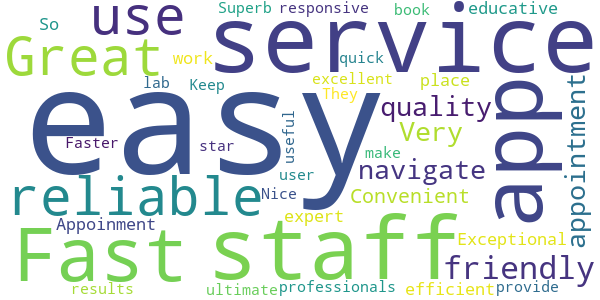 use
So
Superb
responsive
book
educative
Great
work
service
quick
lab
Keep
excellent
They
place
easy
quality
app
appointment
Faster
star
useful
Very
make
navigate
user
reliable
Nice
Convenient
Appoinment
expert
Fast
staff
Exceptional
friendly
results
ultimate
professionals
efficient
provide